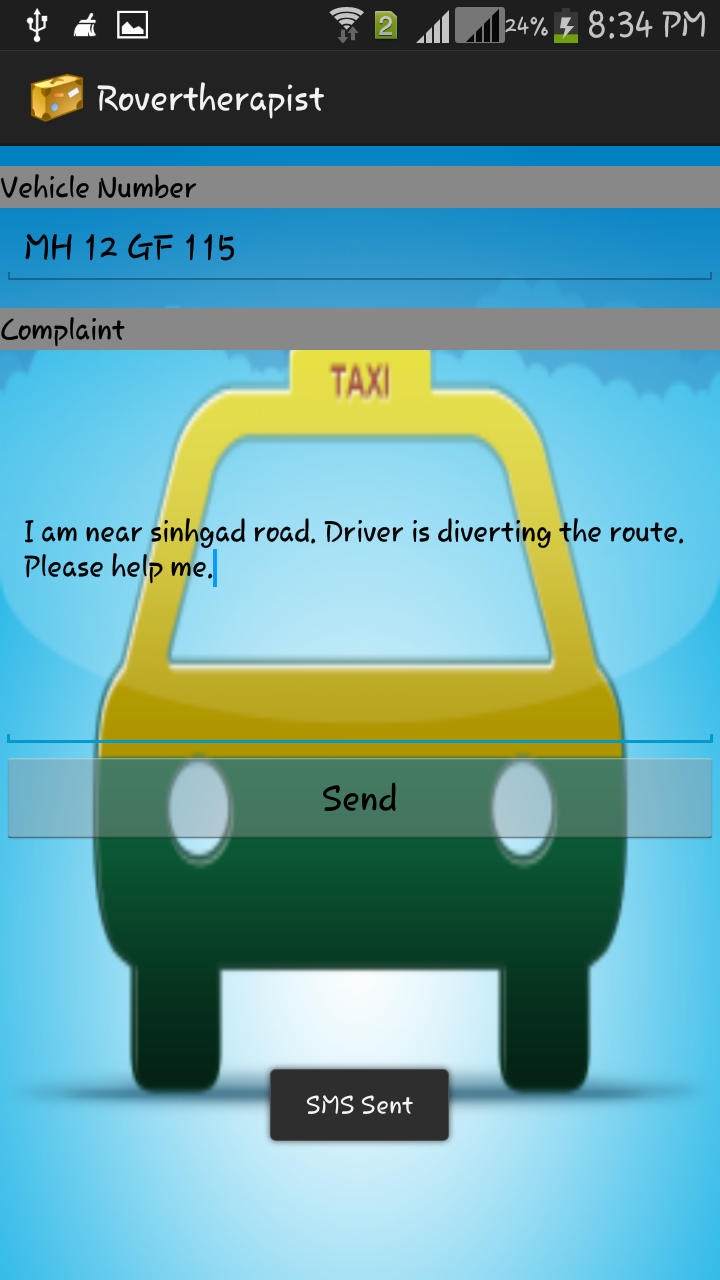 2 24% 8:34 PM
Rovertherapist
Vehicle Number
MH 12 GF 115
Complaint
TAXI
I am near sinhgad road. Driver is diverting the route.
Please help me.
Send
SMS Sent